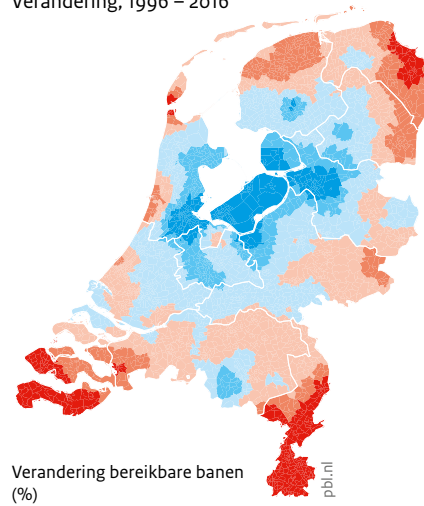 Verandering, 1996 – 2016
Verandering bereikbare banen
(%)
pbl.nl